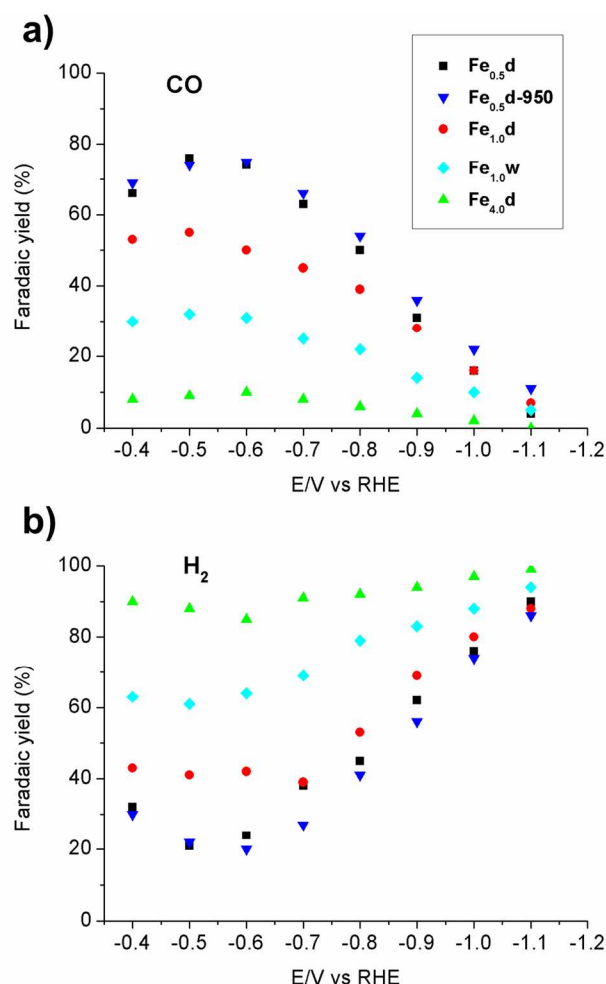 a)
CO
Fe0.5d
Fe0.5d-950
Fe1.0d
Fe1.0w
Fe4.0d
100
80
60
40
20
0
Faradaic yield (%)
-0.4 -0.5 -0.6 -0.7 -0.8 -0.9 -1.0 -1.1 -1.2
E/V vs RHE
b)
H2
100
80
60
40
20
0
Faradaic yield (%)
-0.4 -0.5 -0.6 -0.7 -0.8 -0.9 -1.0 -1.1 -1.2
E/V vs RHE